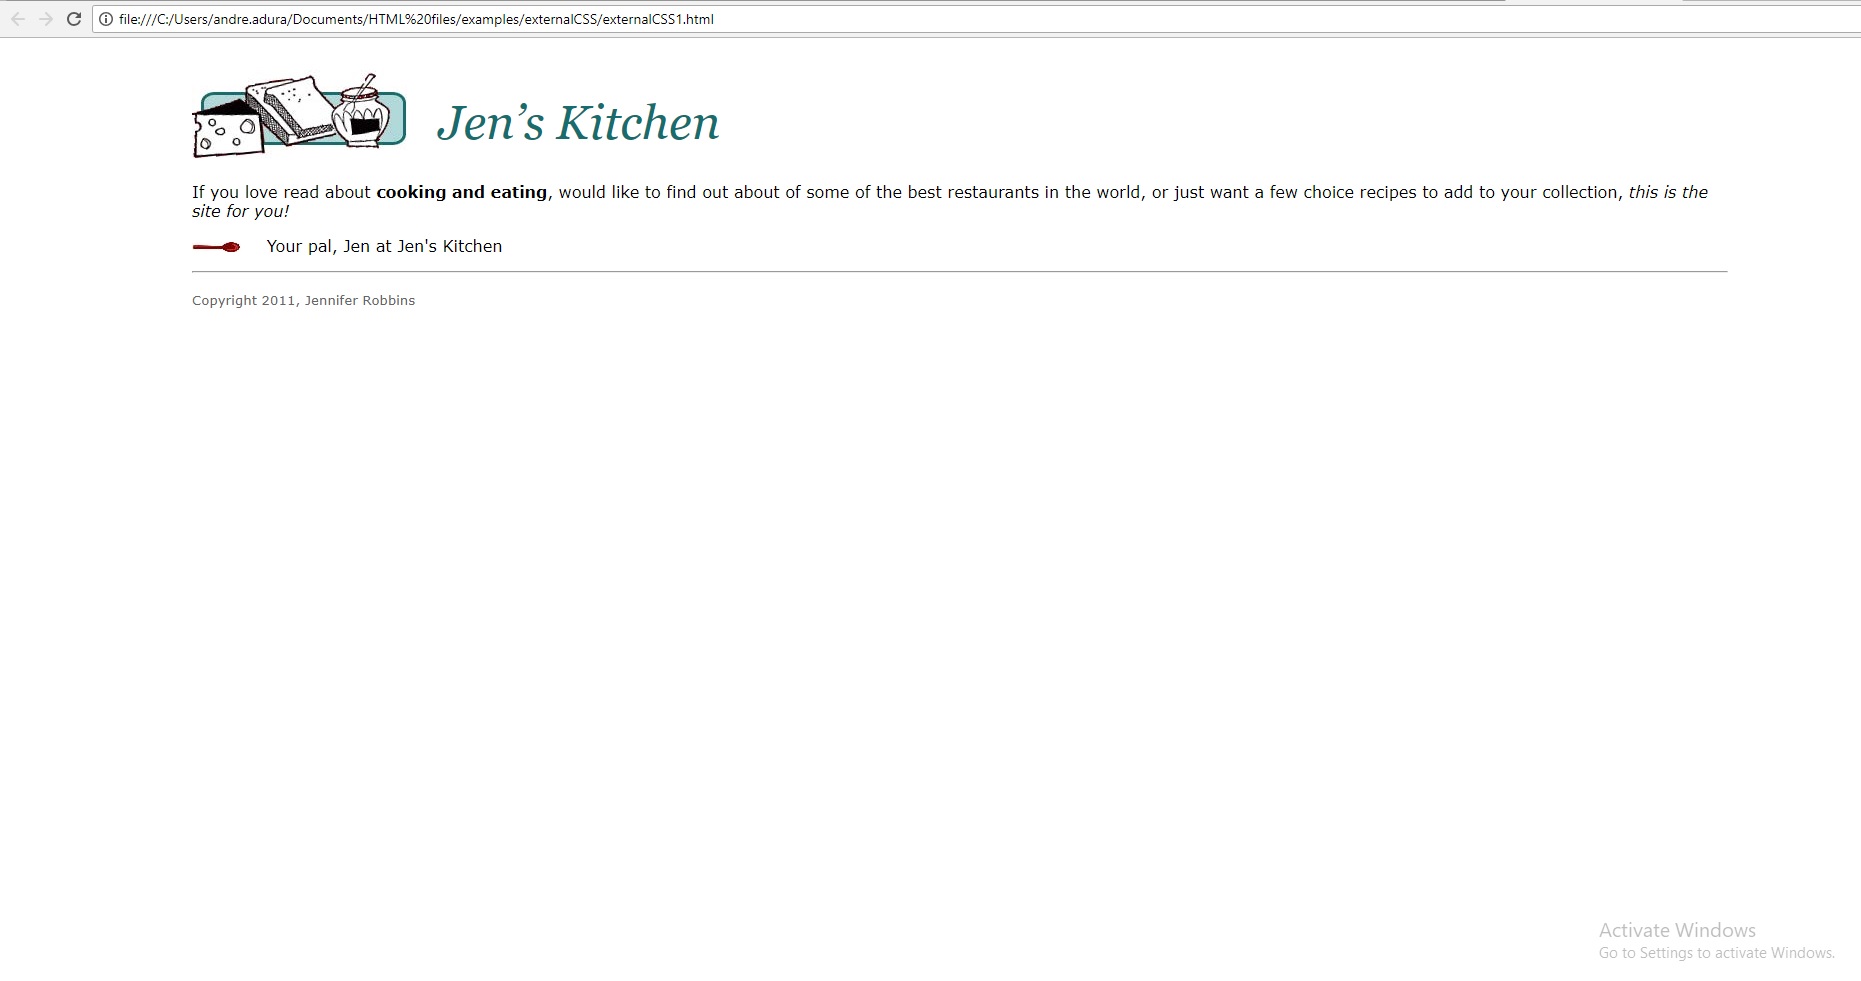 file:///C:/Users/andre.adura/Documents/HTML%20files/examples/externalCSS/externalCSS1.html
Jen’s Kitchen
If you love read about cooking and eating, would like to find out about of some of the best restaurants in the world, or just want a few choice recipes to add to your collection, this is the
site for you!
Your pal, Jen at Jen's Kitchen
Copyright 2011, Jennifer Robbins
Activate Windows
Go to Settings to activate Windows.